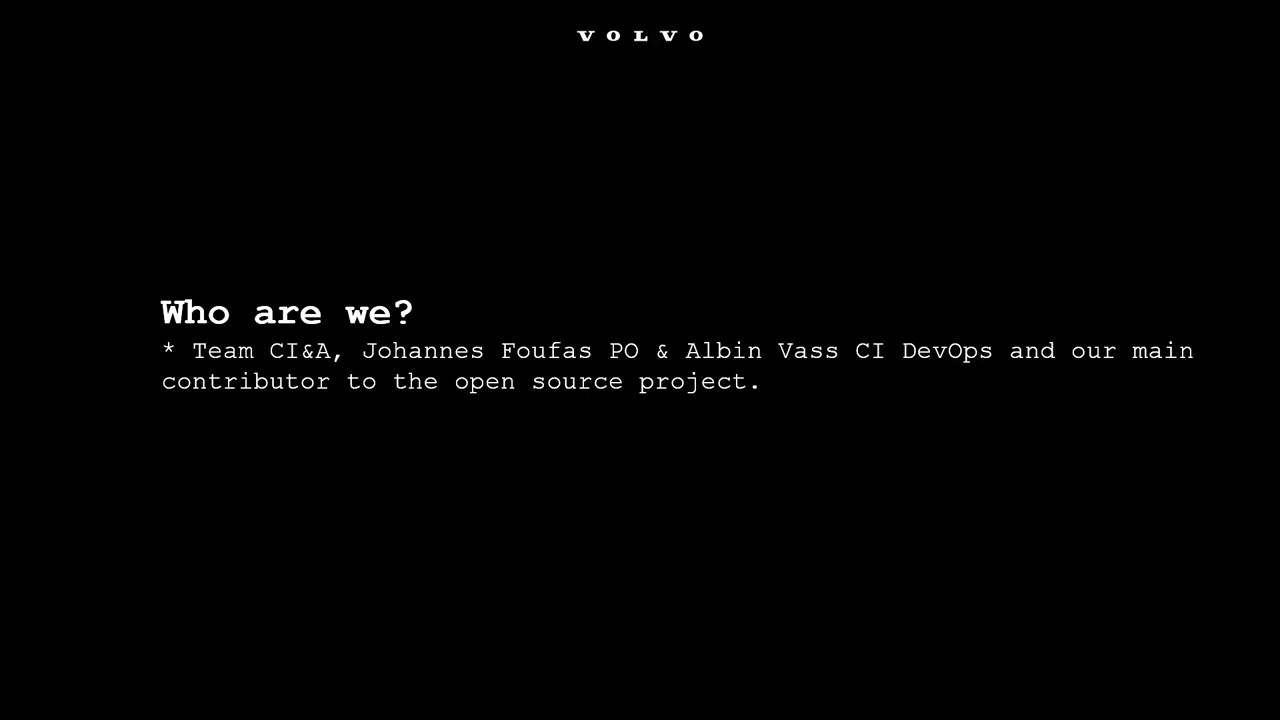 VOLVO
Who are we?
* Team CI&A, Johannes Foufas PO & Albin Vass CI DevOps and our main
contributor to the open source project.